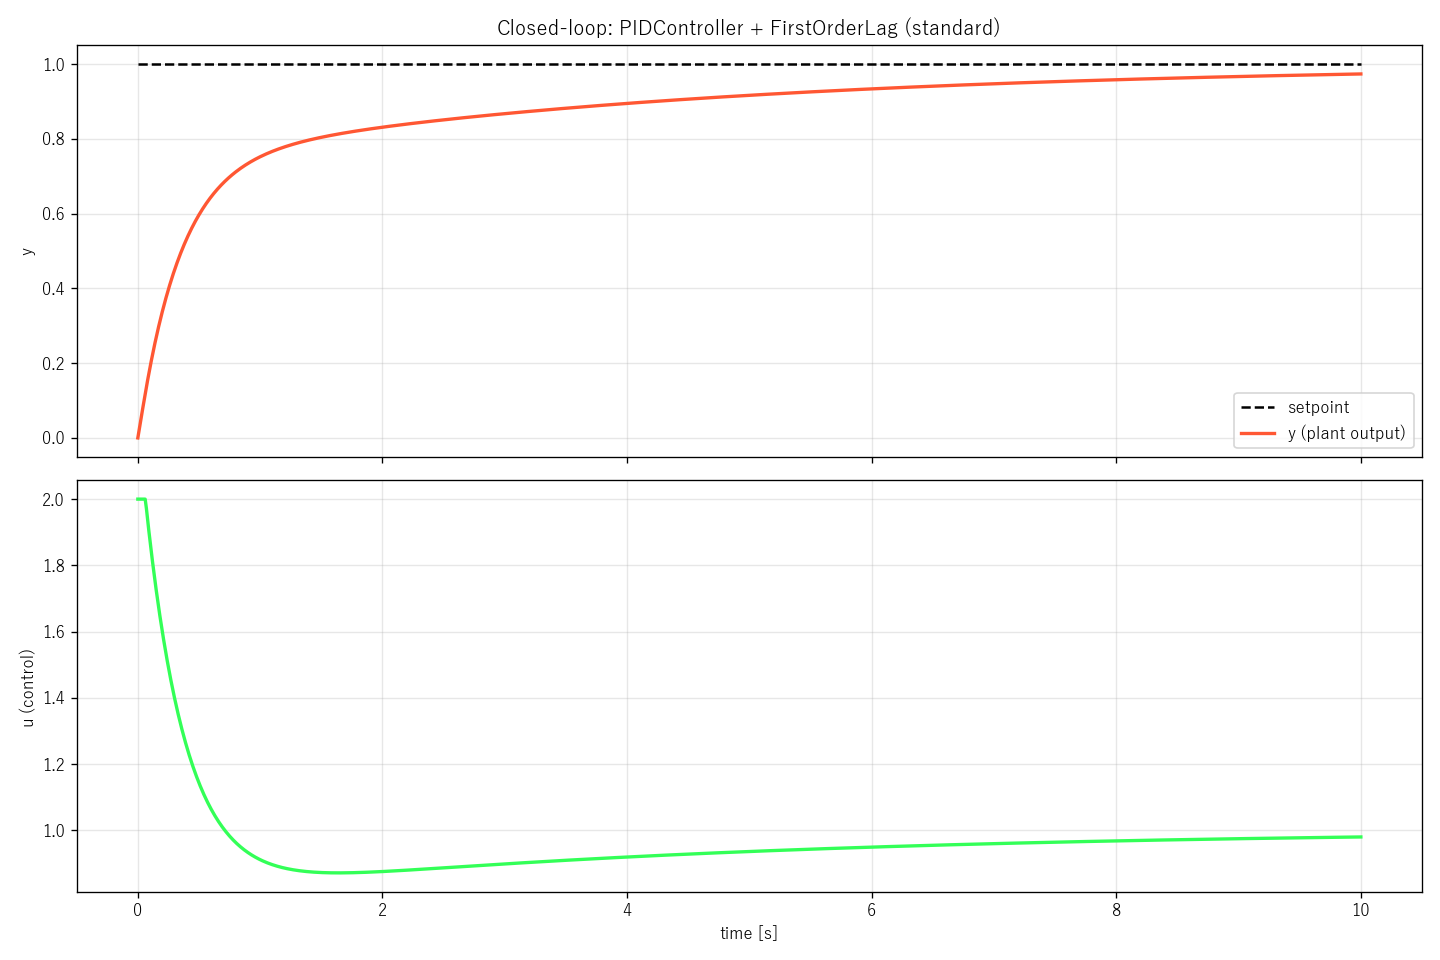 Closed-loop: PIDController + FirstOrderLag (standard)
1.0
0.8
0.6
0.4
0.2
0.0
y
setpoint
y (plant output)
2.0
1.8
1.6
1.4
1.2
1.0
u (control)
0 2 4 6 8 10
time [s]